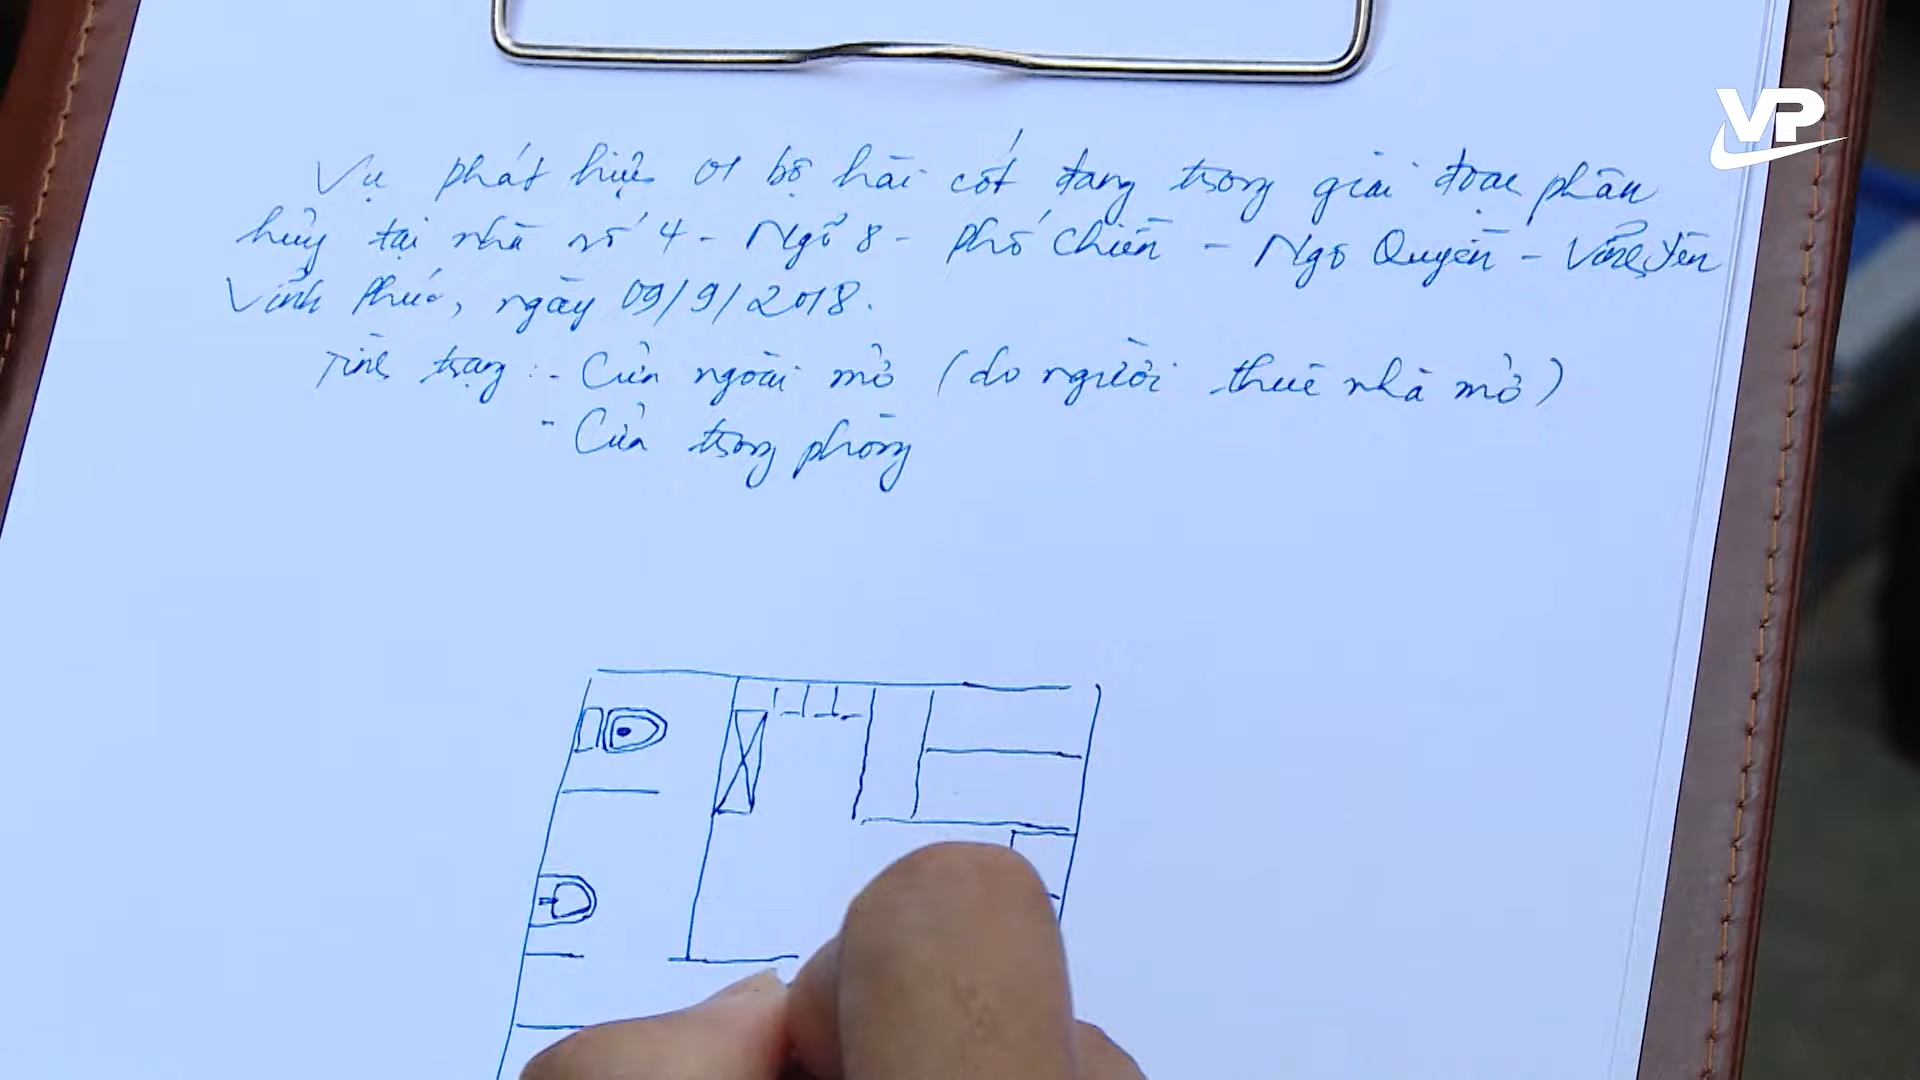 VP
Vụ phát hiện 01 bộ hài cốt đang trong giai đoạn phân
hủy tại nhà số 4 - Ngõ 8 - phố Chiền - Ngô Quyền - Vĩnh Yên
Vĩnh Phúc, ngày 09/9/2018.
Tình trạng: - Cửa ngoài mở (do người thuê nhà mở)
- Cửa trong phòng